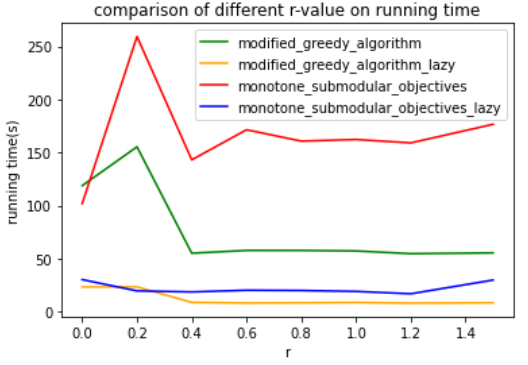 comparison of different r-value on running time
modified_greedy_algorithm
modified_greedy_algorithm_lazy
monotone_submodular_objectives
monotone_submodular_objectives_lazy
running time(s)
250
200
150
100
50
0
0.0 0.2 0.4 0.6 0.8 1.0 1.2 1.4
r